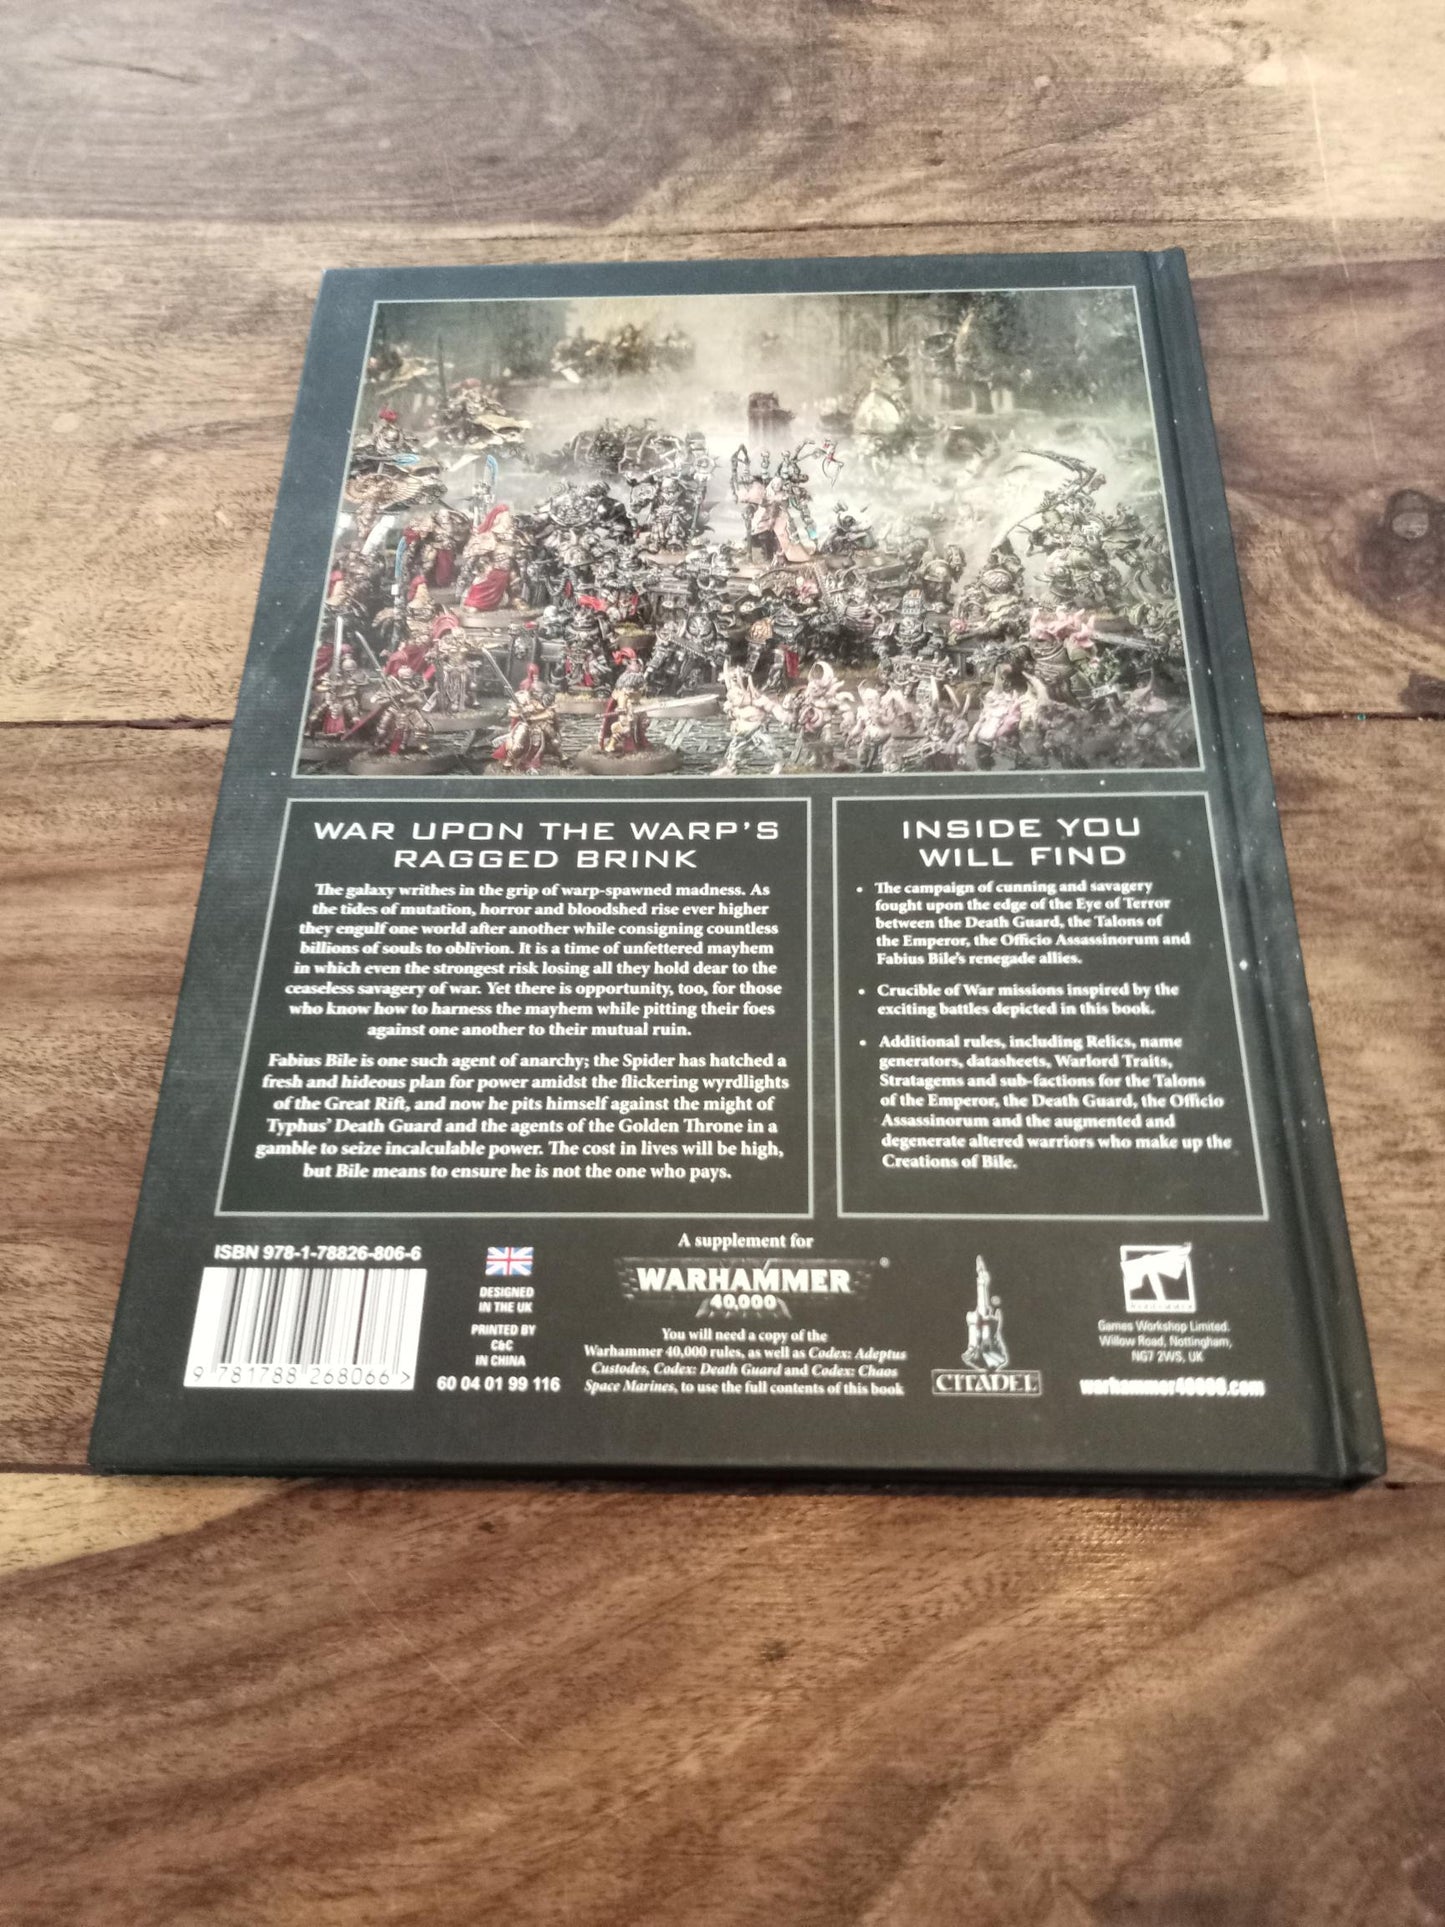 WAR UPON THE WARP'S
RAGGED BRINK
The galaxy writhes in the grip of warp-spawned madness. As
the tides of mutation, horror and bloodshed rise ever higher
they engulf one world after another while consigning countless
billions of souls to oblivion. It is a time of unfettered mayhem
in which even the strongest risk losing all they hold dear to the
ceaseless savagery of war. Yet there is opportunity, too, for those
who know how to harness the mayhem while pitting their foes
against one another to their mutual ruin.
Fabius Bile is one such agent of anarchy; the Spider has hatched a
fresh and hideous plan for power amidst the flickering wyrdlights
of the Great Rift, and now he pits himself against the might of
Typhus' Death Guard and the agents of the Golden Throne in a
gamble to seize incalculable power. The cost in lives will be high,
but Bile means to ensure he is not the one who pays.
INSIDE YOU
WILL FIND
• The campaign of cunning and savagery
fought upon the edge of the Eye of Terror
between the Death Guard, the Talons of
the Emperor, the Officio Assassinorum and
Fabius Bile's renegade allies.
• Crucible of War missions inspired by the
exciting battles depicted in this book.
• Additional rules, including Relics, name
generators, datasheets, Warlord Traits,
Stratagems and sub-factions for the Talons
of the Emperor, the Death Guard, the Officio
Assassinorum and the augmented and
degenerate altered warriors who make up the
Creations of Bile.
ISBN 978-1-78826-806-6
9 781788 268066 >
DESIGNED
IN THE UK
PRINTED BY
C&C
IN CHINA
60 04 01 99 116
A supplement for
WARHAMMER
40,000
You will need a copy of the
Warhammer 40,000 rules, as well as Codex: Adeptus
Custodes, Codex: Death Guard and Codex: Chaos
Space Marines, to use the full contents of this book
®
CITADEL
Games Workshop Limited.
Willow Road, Nottingham,
NG7 2WS, UK
warhammer40000.com